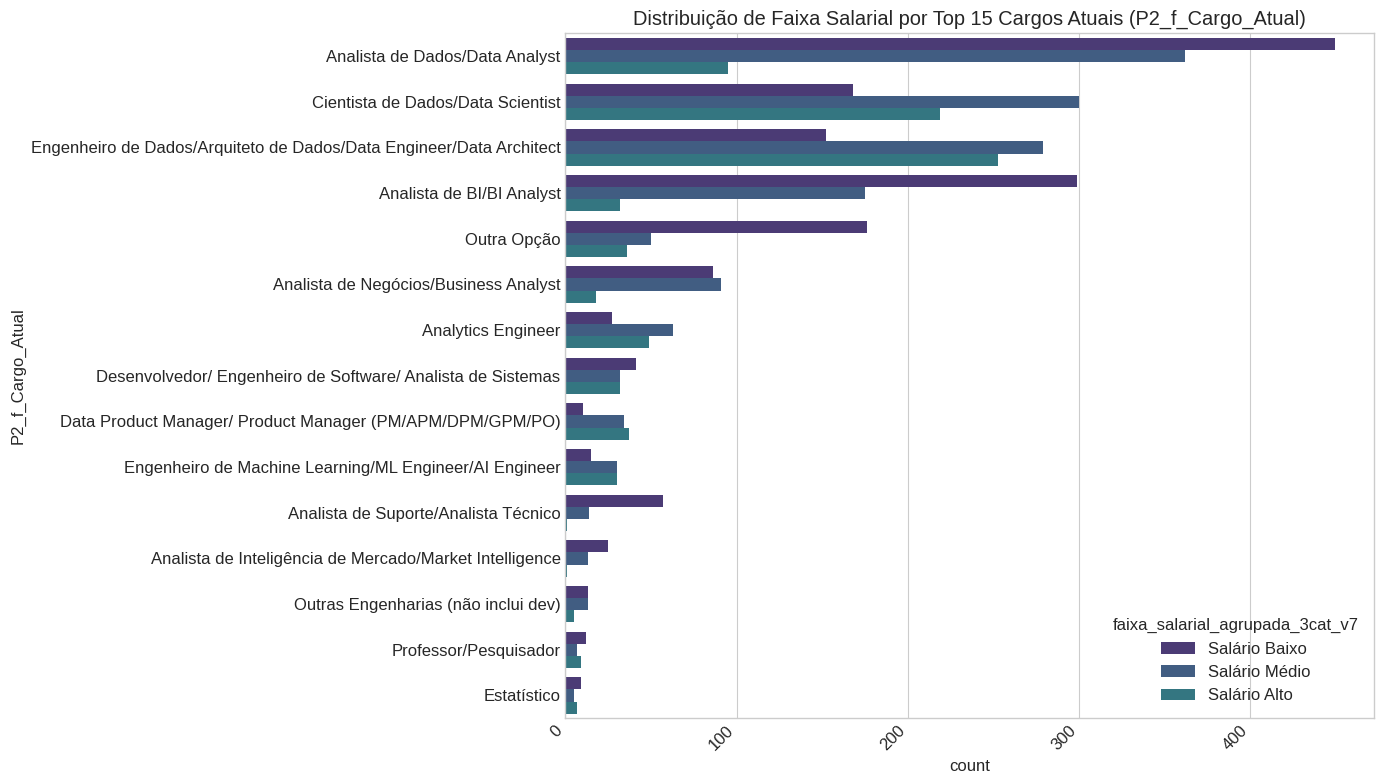 Distribuição de Faixa Salarial por Top 15 Cargos Atuais (P2_f_Cargo_Atual)
P2_f_Cargo_Atual
Analista de Dados/Data Analyst
Cientista de Dados/Data Scientist
Engenheiro de Dados/Arquiteto de Dados/Data Engineer/Data Architect
Analista de BI/BI Analyst
Outra Opção
Analista de Negócios/Business Analyst
Analytics Engineer
Desenvolvedor/ Engenheiro de Software/ Analista de Sistemas
Data Product Manager/ Product Manager (PM/APM/DPM/GPM/PO)
Engenheiro de Machine Learning/ML Engineer/AI Engineer
Analista de Suporte/Analista Técnico
Analista de Inteligência de Mercado/Market Intelligence
Outras Engenharias (não inclui dev)
Professor/Pesquisador
Estatístico
faixa_salarial_agrupada_3cat_v7
Salário Baixo
Salário Médio
Salário Alto
0 100 200 300 400
count